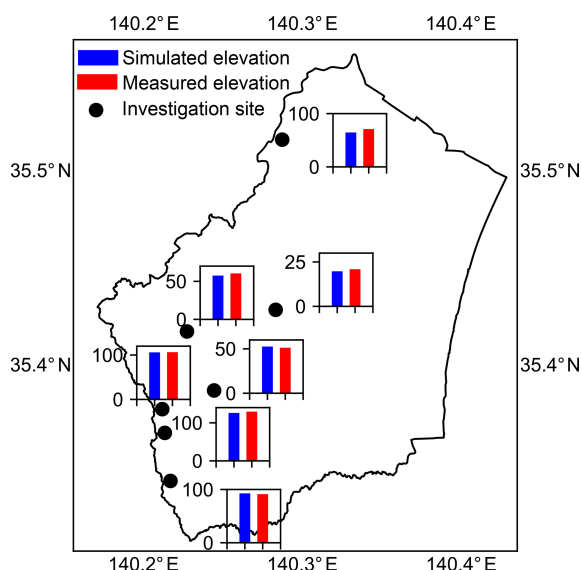 140.2° E 140.3° E 140.4° E
Simulated elevation
Measured elevation
Investigation site
100
0
35.5° N 35.5° N
25
0
50
0
50
0
100
0
35.4° N 35.4° N
100
0
100
0
140.2° E 140.3° E 140.4° E